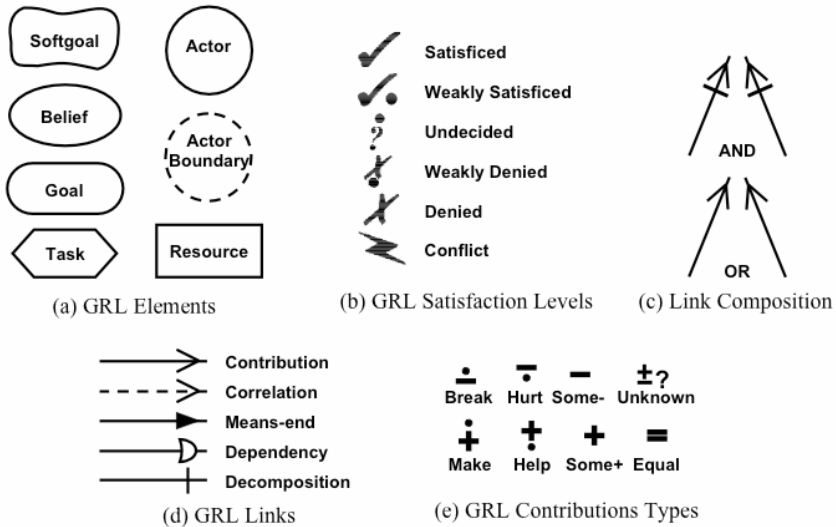 Softgoal
Actor
Belief
Actor
Boundary
Goal
Task
Resource
(a) GRL Elements
Satisficed
Weakly Satisficed
Undecided
Weakly Denied
Denied
Conflict
(b) GRL Satisfaction Levels
AND
OR
(c) Link Composition
Contribution
Correlation
Means-end
Dependency
Decomposition
(d) GRL Links
?
Break Hurt Some- Unknown
Make Help Some+ Equal
(e) GRL Contributions Types